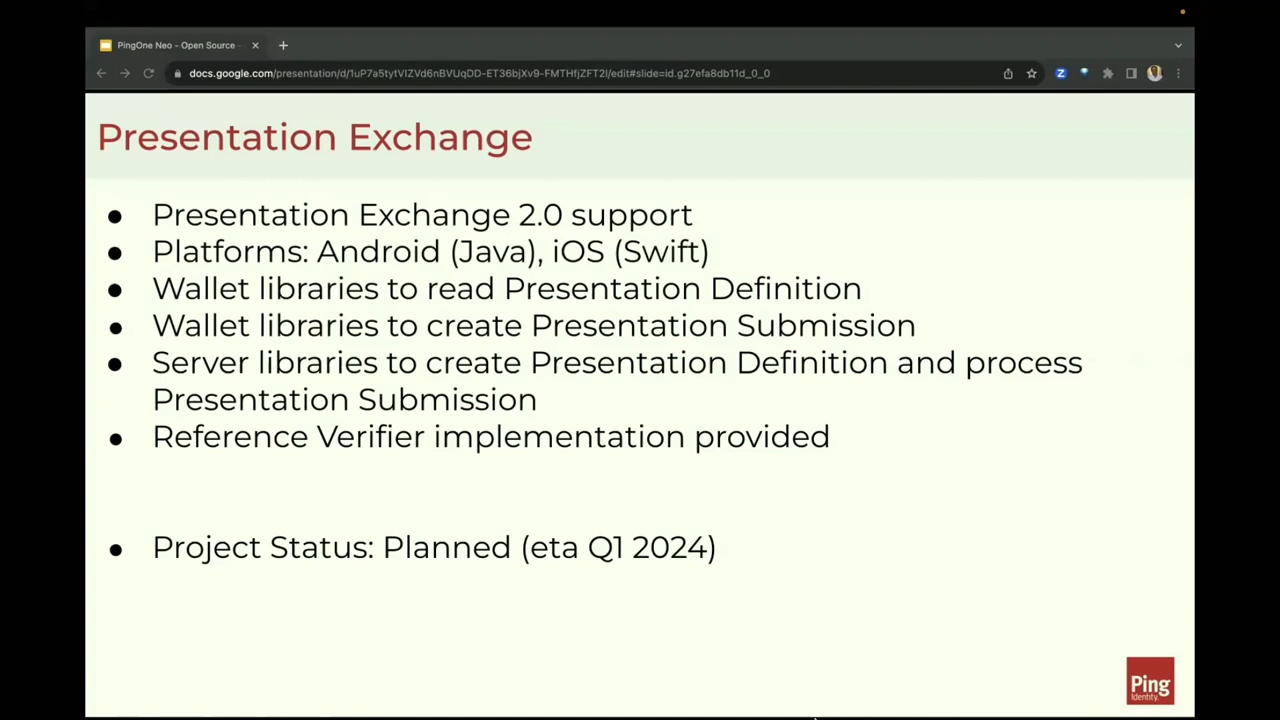 PingOne Neo - Open Source -
docs.google.com/presentation/d/1uP7a5tytVIZVd6nBVUqDD-ET36bjXv9-FMTHfjZFT2I/edit#slide=id.g27efa8db11d_0_0
Presentation Exchange
● Presentation Exchange 2.0 support
● Platforms: Android (Java), iOS (Swift)
● Wallet libraries to read Presentation Definition
● Wallet libraries to create Presentation Submission
● Server libraries to create Presentation Definition and process
Presentation Submission
● Reference Verifier implementation provided
● Project Status: Planned (eta Q1 2024)
Ping
Identity.